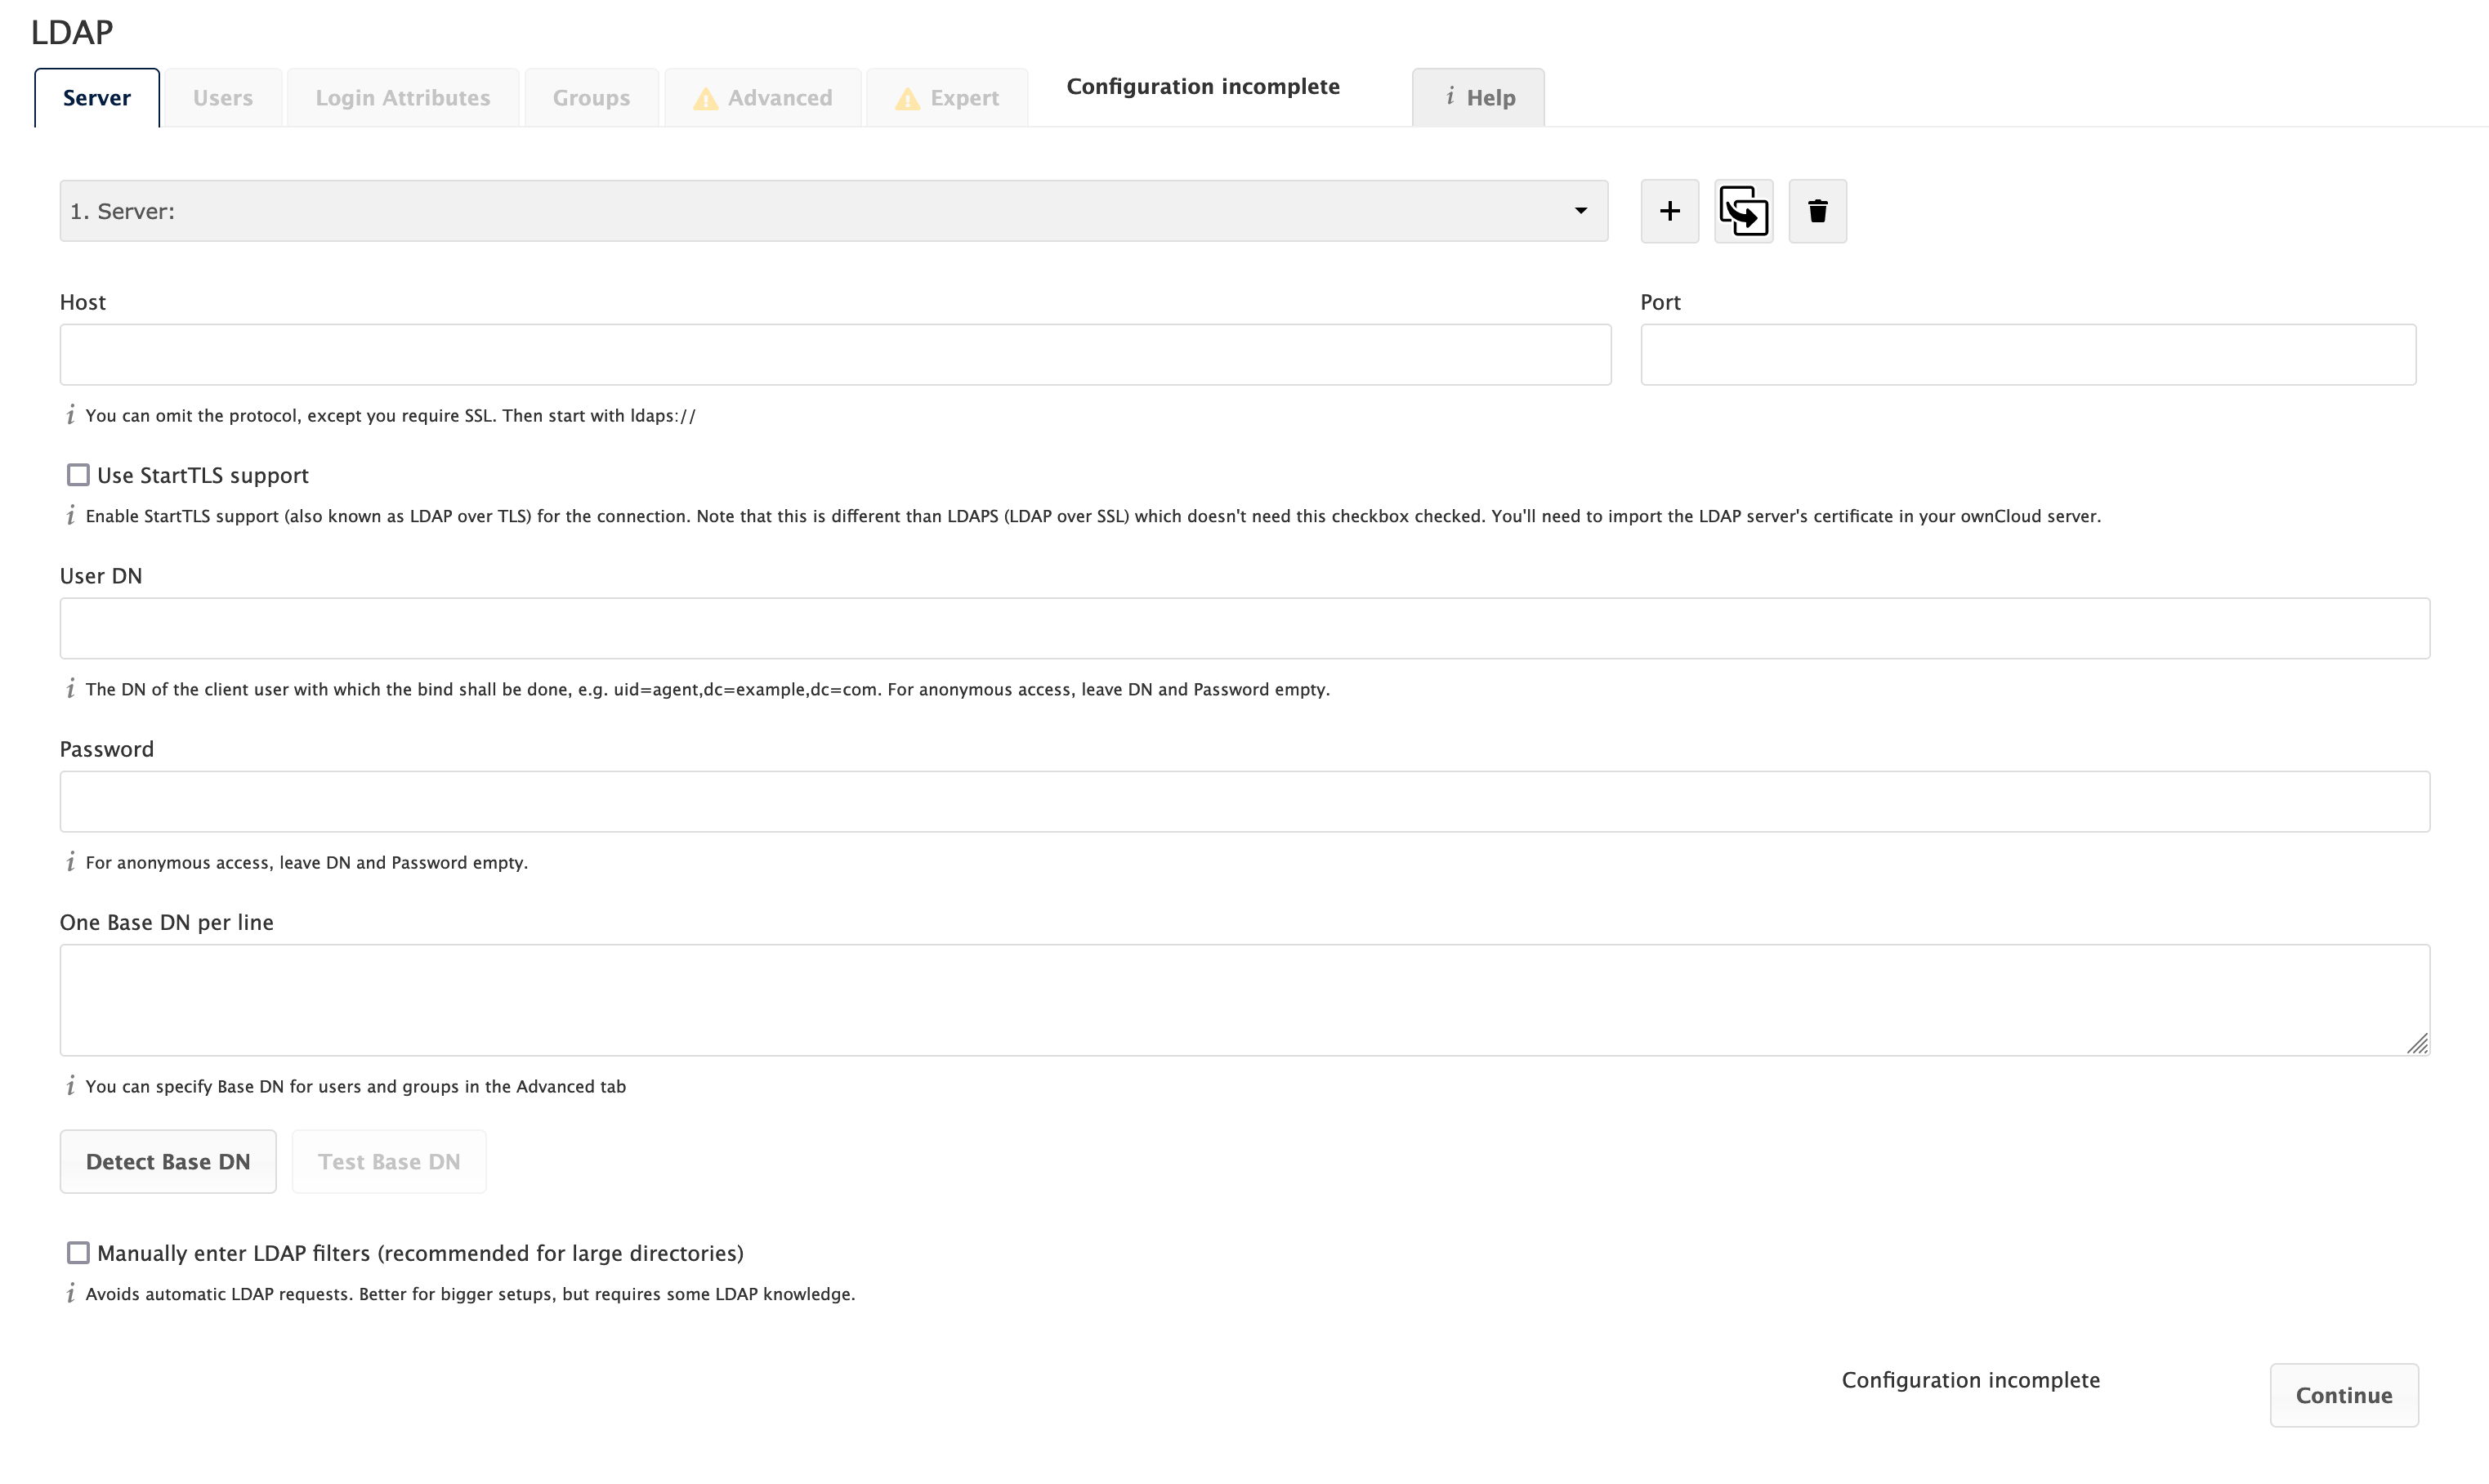 LDAP
Server Users Login Attributes Groups Advanced Expert Configuration incomplete i Help
1. Server:
Host Port
i You can omit the protocol, except you require SSL. Then start with ldaps://
Use StartTLS support
i Enable StartTLS support (also known as LDAP over TLS) for the connection. Note that this is different than LDAPS (LDAP over SSL) which doesn't need this checkbox checked. You'll need to import the LDAP server's certificate in your ownCloud server.
User DN
i The DN of the client user with which the bind shall be done, e.g. uid=agent,dc=example,dc=com. For anonymous access, leave DN and Password empty.
Password
i For anonymous access, leave DN and Password empty.
One Base DN per line
i You can specify Base DN for users and groups in the Advanced tab
Detect Base DN Test Base DN
Manually enter LDAP filters (recommended for large directories)
i Avoids automatic LDAP requests. Better for bigger setups, but requires some LDAP knowledge.
Configuration incomplete Continue